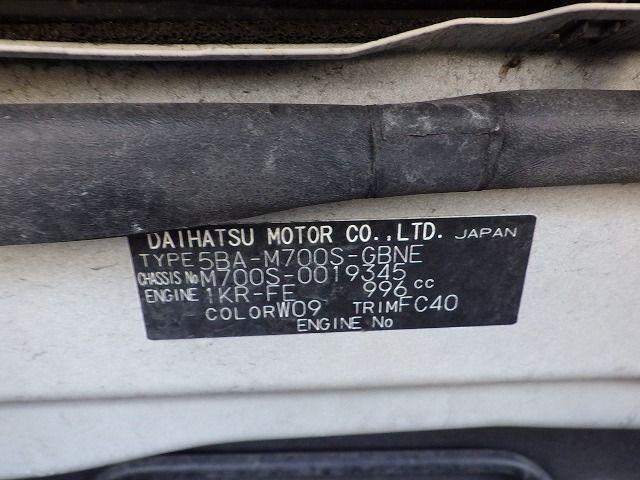 DAIHATSU MOTOR CO.,LTD. JAPAN
TYPE 5BA-M700S-GBNE
CHASSIS No M700S-0019345
ENGINE 1KR-FE 996 cc
COLOR W09 TRIM FC40
ENGINE No